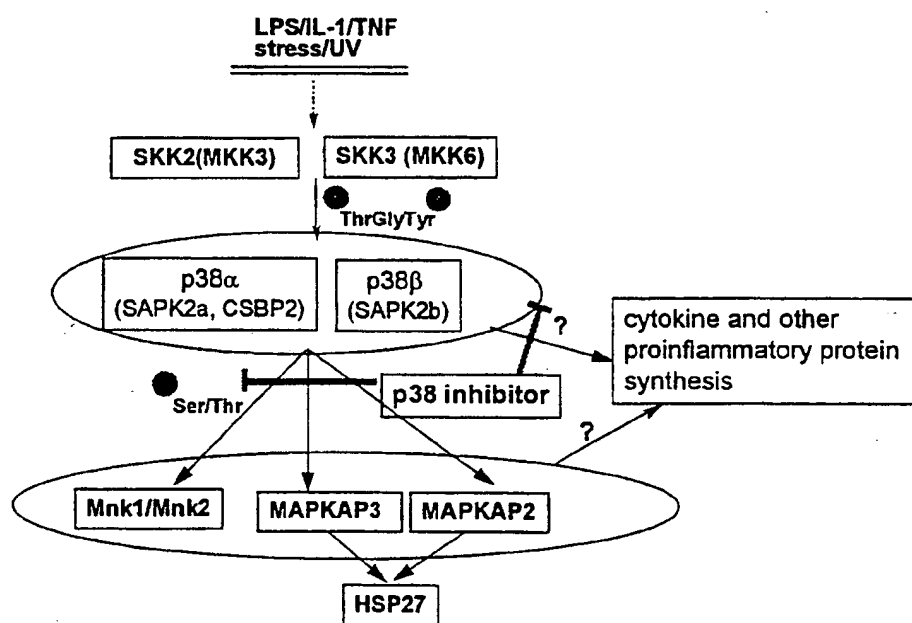 LPS/IL-1/TNF
stress/UV
SKK2(MKK3)
SKK3 (MKK6)
ThrGlyTyr
p38α
(SAPK2a, CSBP2)
p38β
(SAPK2b)
?
cytokine and other
proinflammatory protein
synthesis
p38 inhibitor
Ser/Thr
?
Mnk1/Mnk2
MAPKAP3
MAPKAP2
HSP27